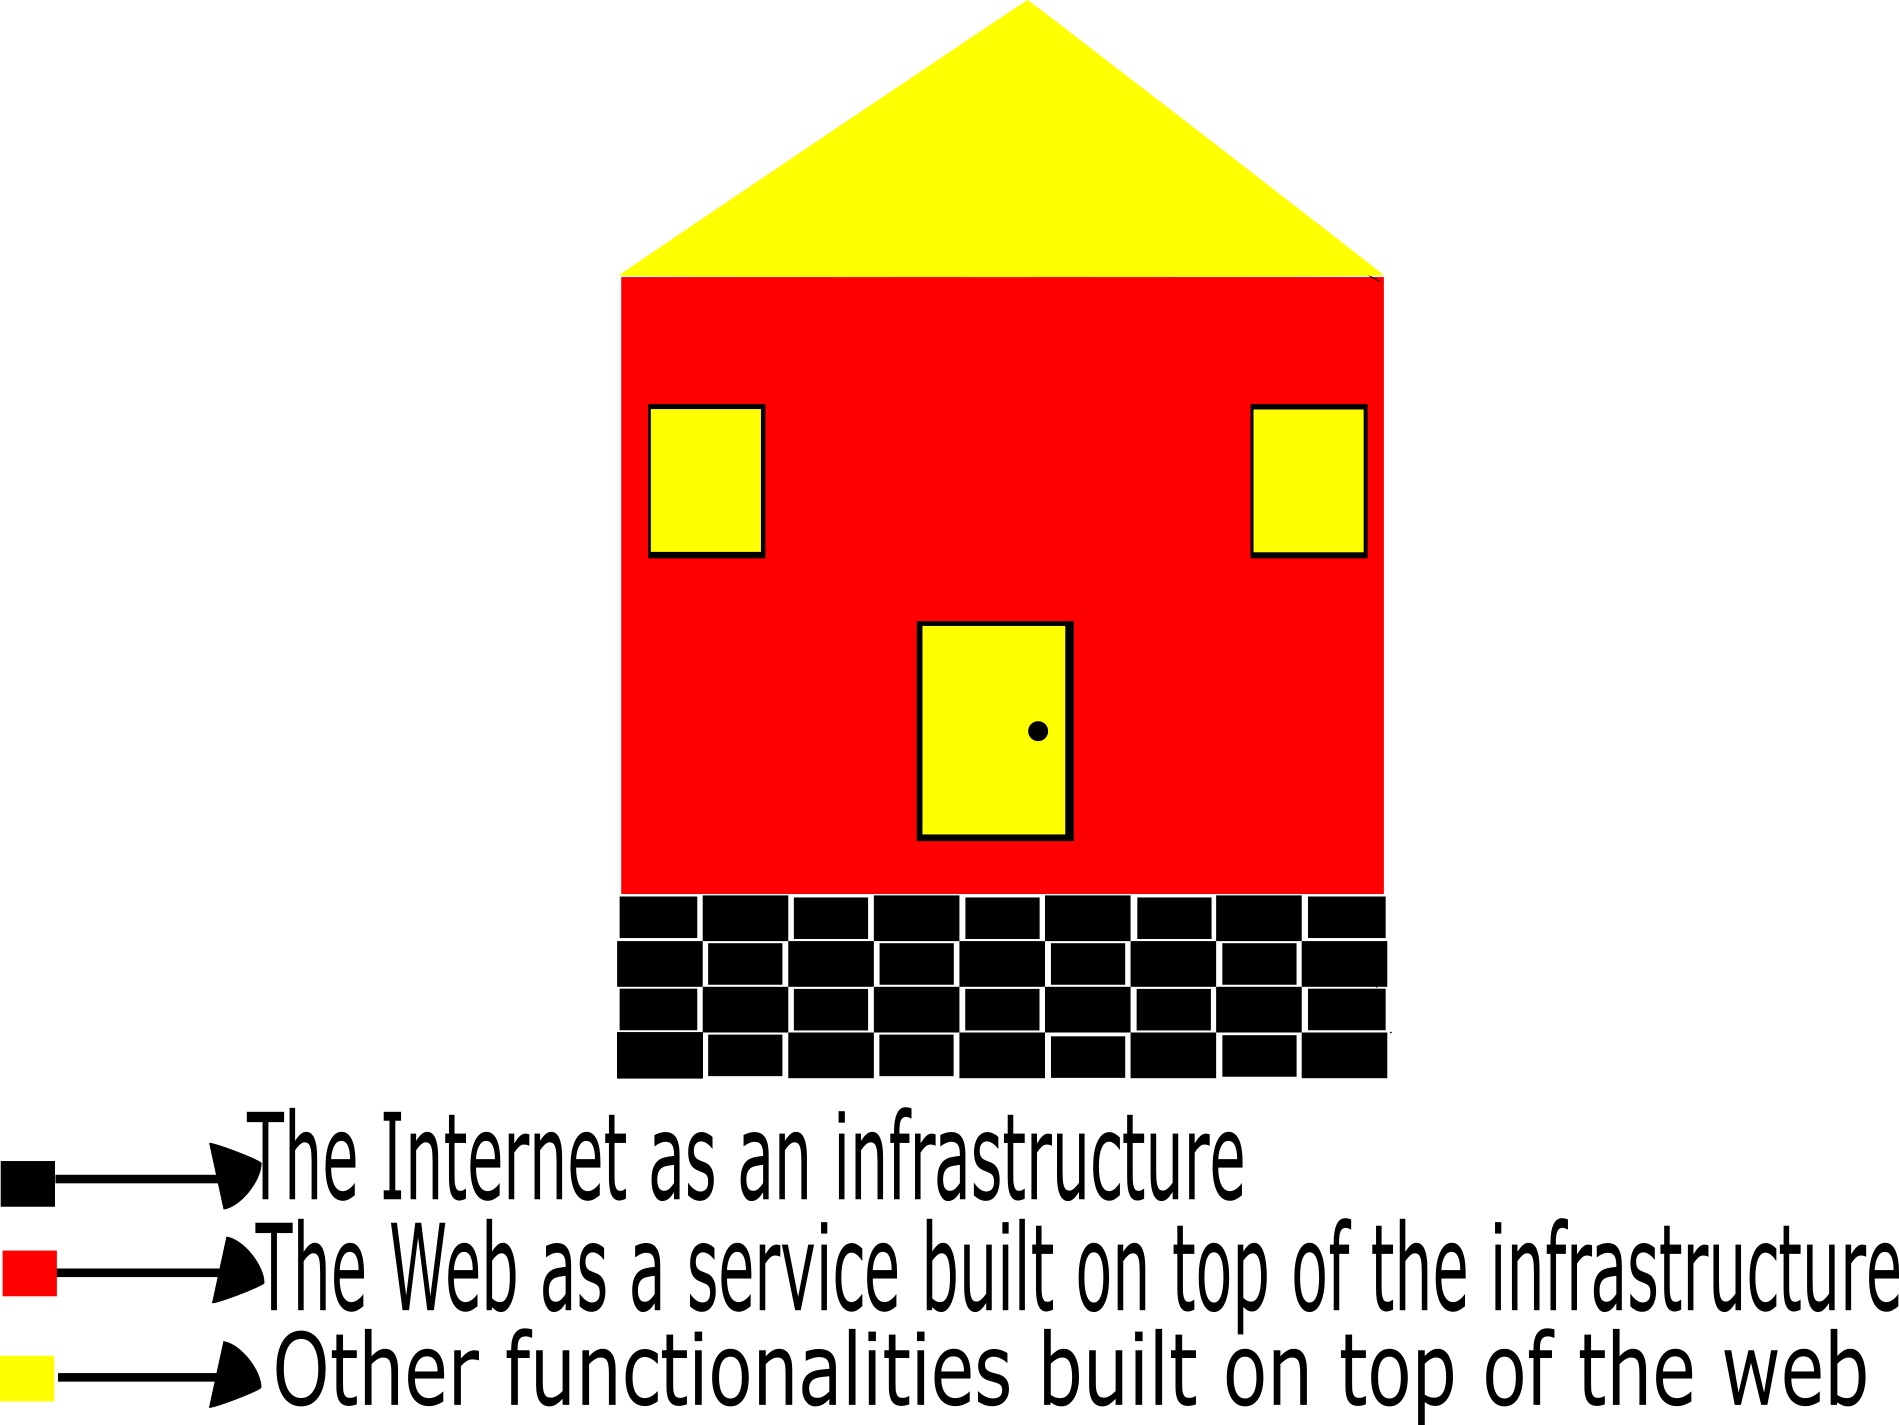 The Internet as an infrastructure
The Web as a service built on top of the infrastructure
Other functionalities built on top of the web